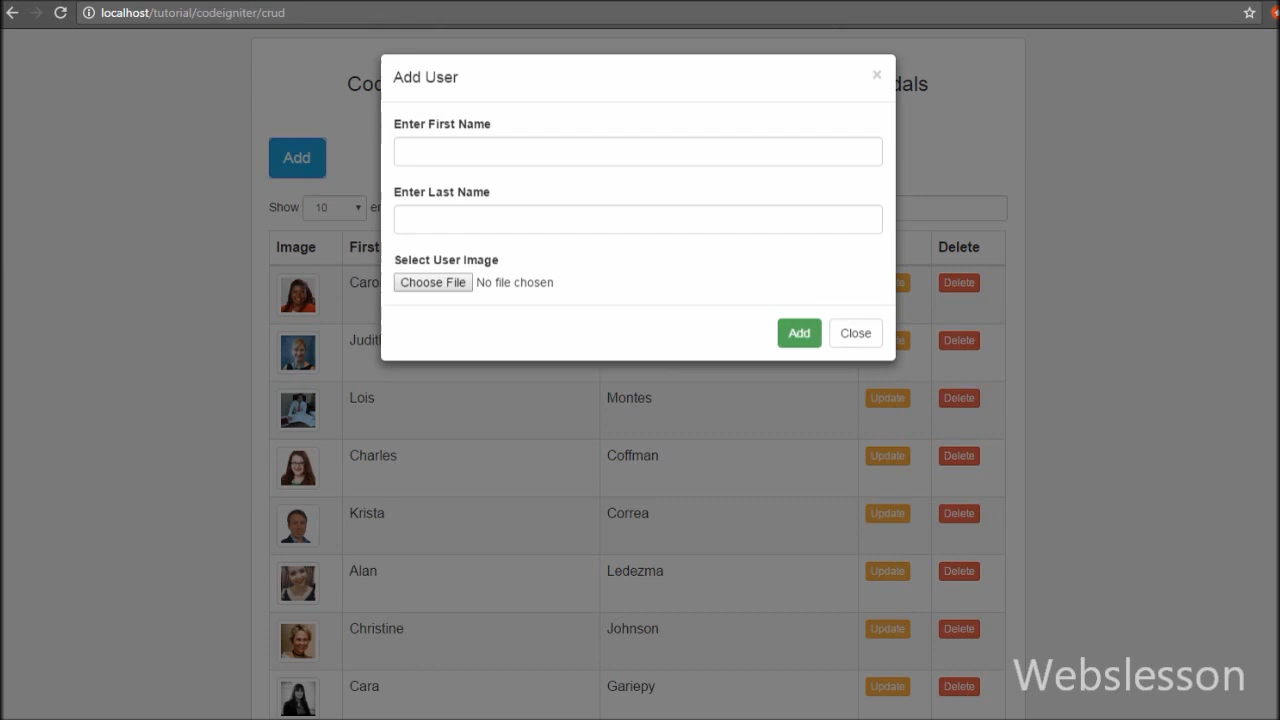 localhost/tutorial/codeigniter/crud
Add User ×
Enter First Name
Enter Last Name
Select User Image
Choose File No file chosen
Add Close
Add
Show 10
Image First Delete
Delete
Delete
Lois Montes Update Delete
Charles Coffman Update Delete
Krista Correa Update Delete
Alan Ledezma Update Delete
Christine Johnson Update Delete
Cara Gariepy Update Delete
Webslesson